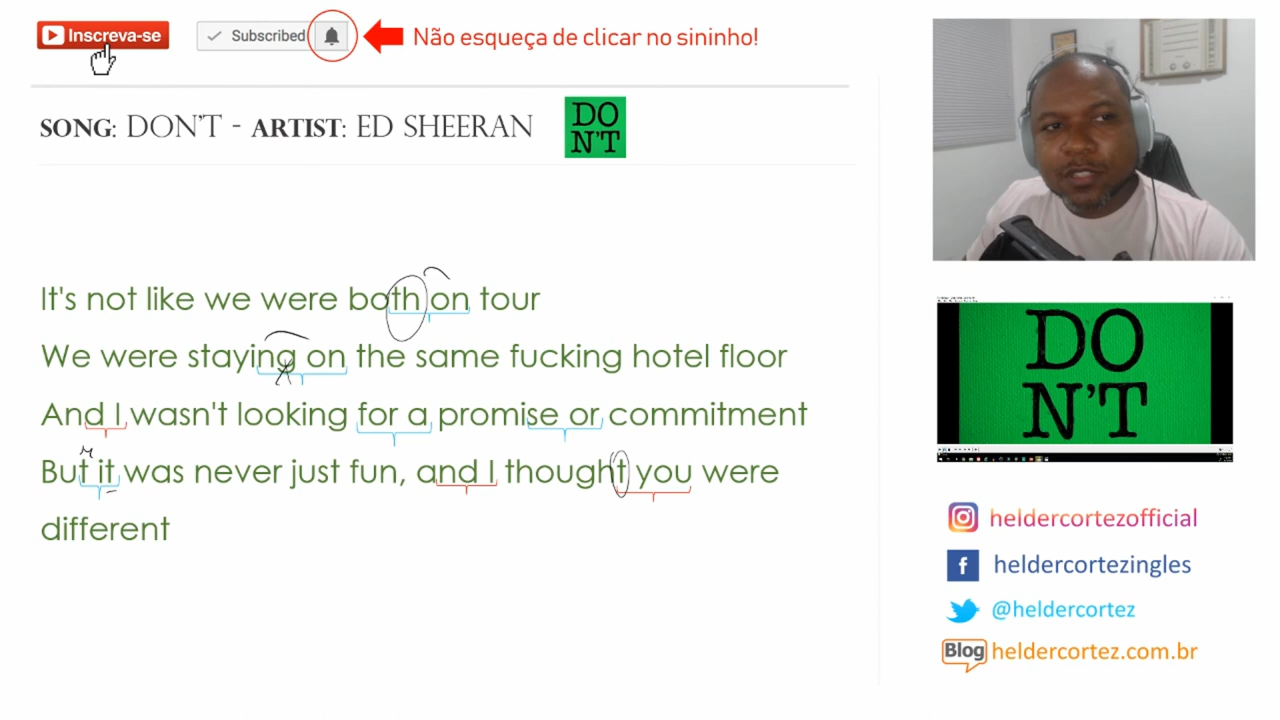 Inscreva-se
Subscribed
Não esqueça de clicar no sininho!
SONG: DON'T - ARTIST: ED SHEERAN
DO
N'T
It's not like we were both on tour
We were staying on the same fucking hotel floor
And I wasn't looking for a promise or commitment
But it was never just fun, and I thought you were
different
DO
N'T
heldercortezofficial
heldercortezingles
@heldercortez
Blog heldercortez.com.br